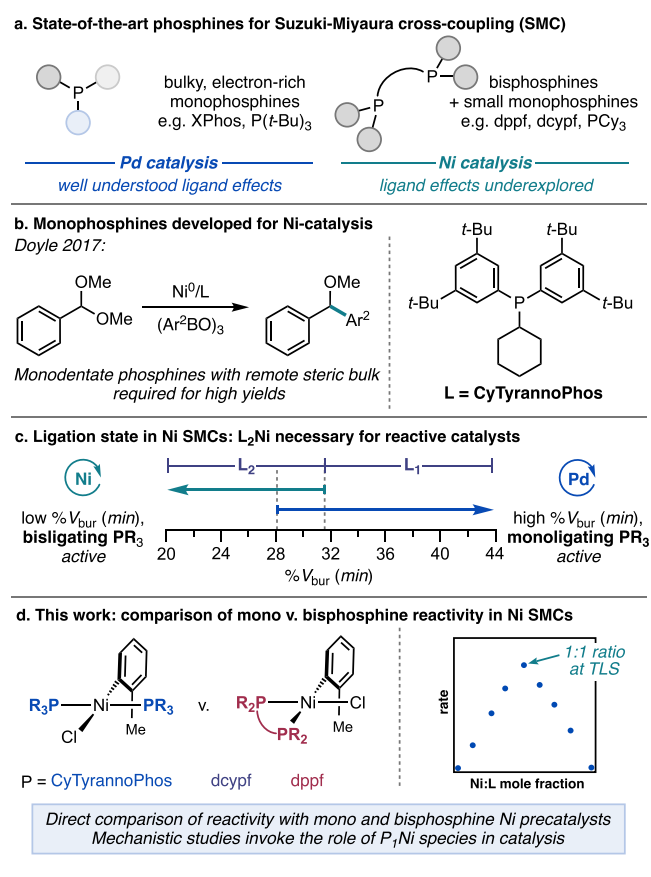 a. State-of-the-art phosphines for Suzuki-Miyaura cross-coupling (SMC)
P
bulky, electron-rich
monophosphines
e.g. XPhos, P(t-Bu)3
P
P
bisphosphines
+ small monophosphines
e.g. dppf, dcypf, PCy3
Pd catalysis
well understood ligand effects
Ni catalysis
ligand effects underexplored
b. Monophosphines developed for Ni-catalysis
Doyle 2017:
OMe
OMe
Ni0/L
(Ar2BO)3
OMe
Ar2
Monodentate phosphines with remote steric bulk
required for high yields
t-Bu
t-Bu
t-Bu
t-Bu
P
L = CyTyrannoPhos
c. Ligation state in Ni SMCs: L2Ni necessary for reactive catalysts
Ni
low %Vbur (min),
bisligating PR3
active
L2
L1
20 24 28 32 36 40 44
%Vbur (min)
Pd
high %Vbur (min),
monoligating PR3
active
d. This work: comparison of mono v. bisphosphine reactivity in Ni SMCs
R3P
Ni
PR3
Cl
Me
v.
R2P
Ni
Cl
PR2
Me
P = CyTyrannoPhos dcypf dppf
1:1 ratio
at TLS
rate
Ni:L mole fraction
Direct comparison of reactivity with mono and bisphosphine Ni precatalysts
Mechanistic studies invoke the role of P1Ni species in catalysis